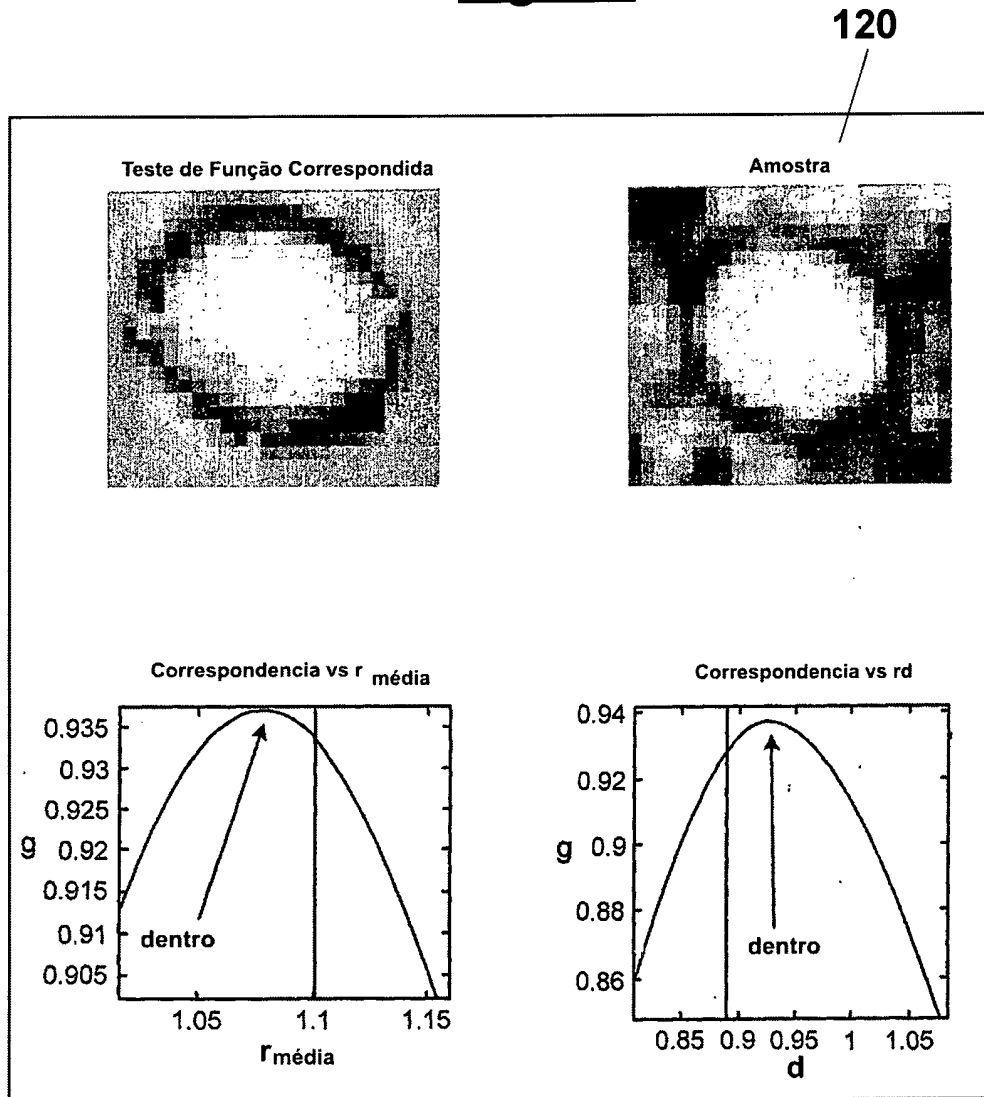 120
Teste de Função Correspondida
Amostra
Correspondencia vs r média
0.935
0.93
0.925
0.92
0.915
0.91
0.905
g
dentro
1.05
1.1
1.15
r média
Correspondencia vs rd
0.94
0.92
0.9
0.88
0.86
g
dentro
0.85
0.9
0.95
1
1.05
d